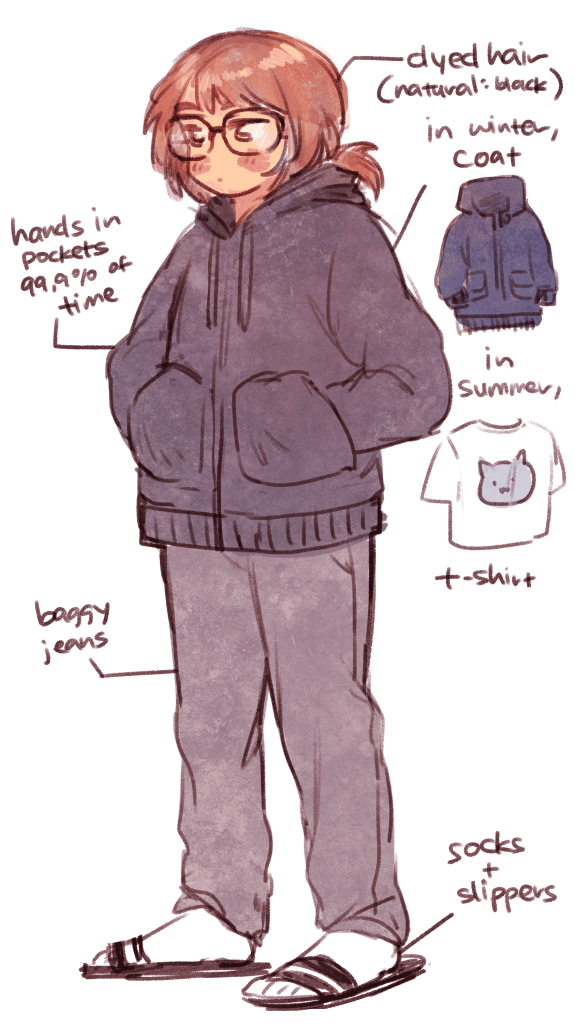 dyed hair
(natural: black)
in winter,
coat
hands in
pockets
99,9% of
time
in
summer,
t-shirt
baggy
jeans
socks
+
slippers